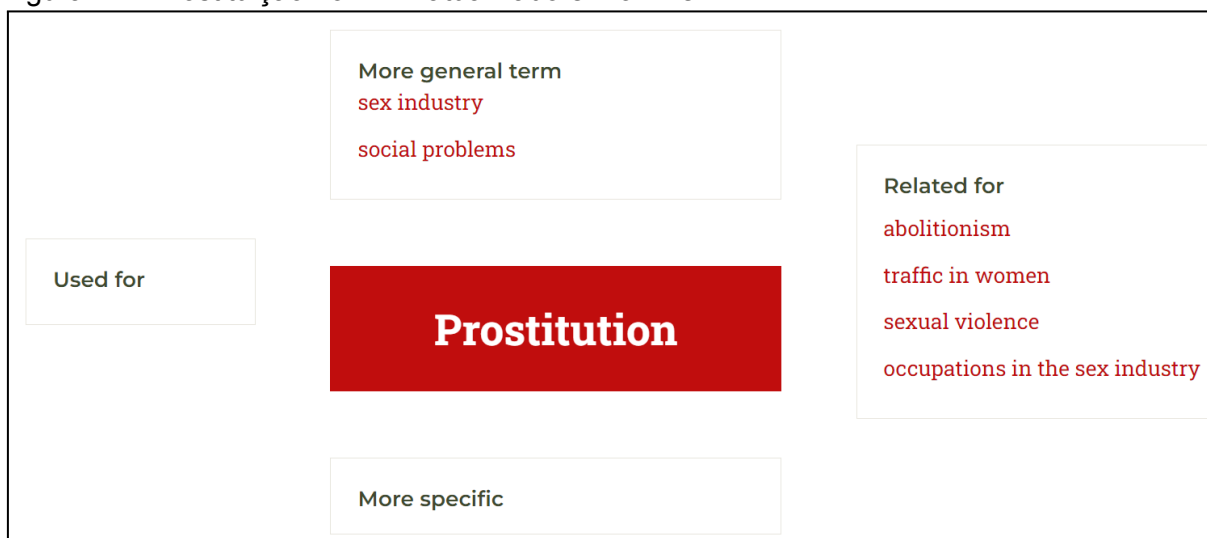 More general term
sex industry
social problems
Related for
abolitionism
traffic in women
sexual violence
occupations in the sex industry
Used for
Prostitution
More specific